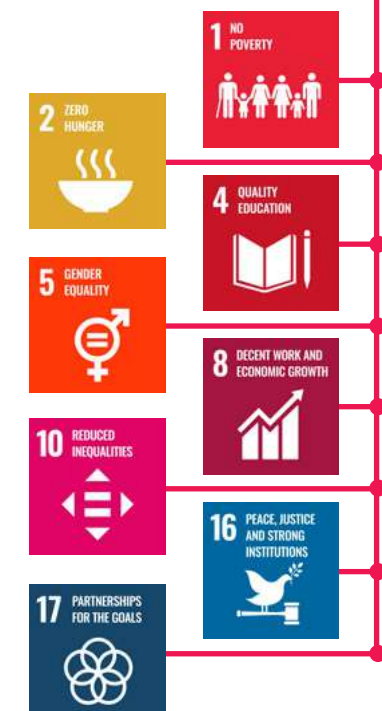 1 NO
POVERTY
2 ZERO
HUNGER
4 QUALITY
EDUCATION
5 GENDER
EQUALITY
8 DECENT WORK AND
ECONOMIC GROWTH
10 REDUCED
INEQUALITIES
16 PEACE, JUSTICE
AND STRONG
INSTITUTIONS
17 PARTNERSHIPS
FOR THE GOALS